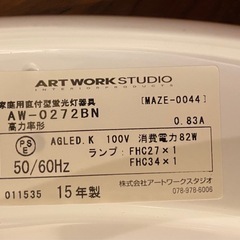 ARTWORKSTUDIO
INTERIORPRODUCTS
家庭用直付型蛍光灯器具 [MAZE-0044]
AW-0272BN 0.83A
高力率形
PSE AGLED.K 100V 消費電力82W
ランプ：FHC27×1
50/60Hz FHC34×1
011535 15年製 株式会社アートワークスタジオ
078-978-6006